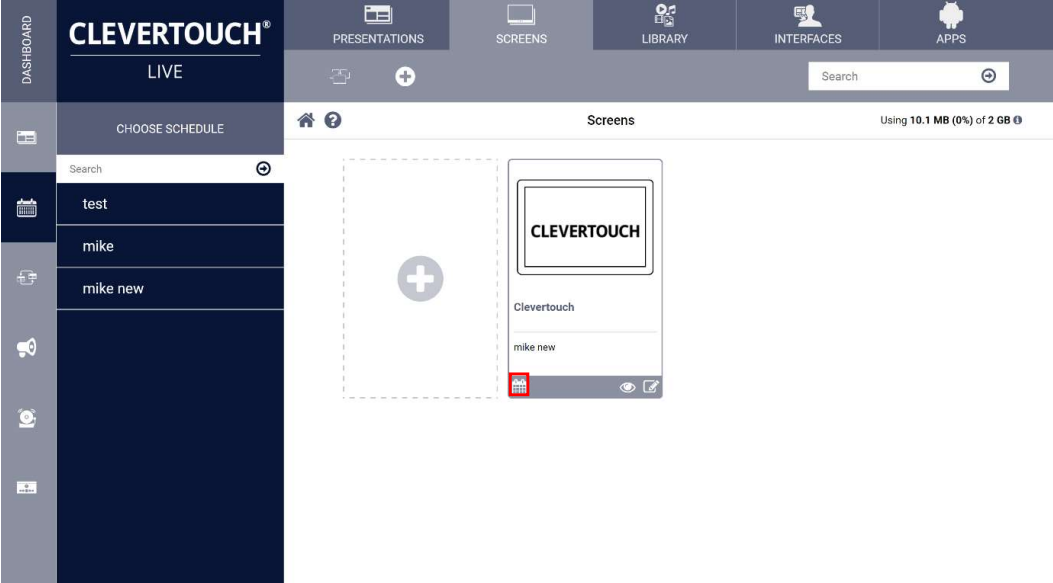 DASHBOARD
CLEVERTOUCH®
LIVE
PRESENTATIONS
SCREENS
LIBRARY
INTERFACES
APPS
Search
CHOOSE SCHEDULE
Search
test
mike
mike new
Screens
Using 10.1 MB (0%) of 2 GB
CLEVERTOUCH
Clevertouch
mike new